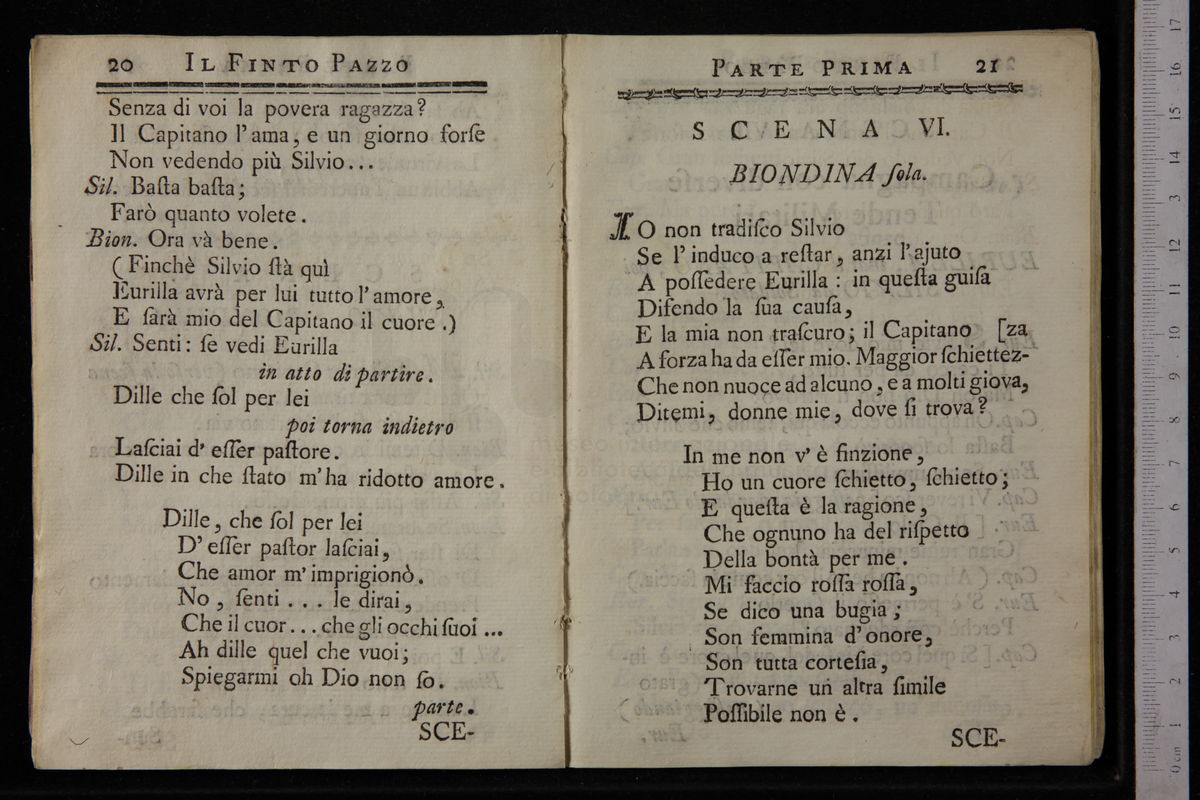 20 IL FINTO PAZZO
Senza di voi la povera ragazza?
Il Capitano l'ama, e un giorno forſe
Non vedendo più Silvio...
Sil. Baſta baſta;
Farò quanto volete.
Bion. Ora và bene.
(Finchè Silvio ſtà quì
Eurilla avrà per lui tutto l'amore,
E ſarà mio del Capitano il cuore.)
Sil. Senti: ſe vedi Eurilla
in atto di partire.
Dille che ſol per lei
poi torna indietro
Laſciai d' eſſer paſtore.
Dille in che ſtato m'ha ridotto amore.
Dille, che ſol per lei
D' eſſer paſtor laſciai,
Che amor m'imprigionò.
No, ſenti... le dirai,
Che il cuor...che gli occhi ſuoi...
Ah dille quel che vuoi;
Spiegarmi oh Dio non ſo.
parte.
SCE-
PARTE PRIMA 21
SCENA VI.
BIONDINA ſola.
IO non tradiſco Silvio
Se l'induco a reſtar, anzi l'ajuto
A poſſedere Eurilla: in queſta guiſa
Difendo la ſua cauſa,
E la mia non traſcuro; il Capitano [za
A forza ha da eſſer mio. Maggior ſchiettez-
Che non nuoce ad alcuno, e a molti giova,
Ditemi, donne mie, dove ſi trova?
In me non v'è finzione,
Ho un cuore ſchietto, ſchietto;
E queſta è la ragione,
Che ognuno ha del riſpetto
Della bontà per me.
Mi faccio roſſa roſſa,
Se dico una bugia;
Son femmina d'onore,
Son tutta corteſia,
Trovarne un altra ſimile
Poſſibile non è.
SCE-